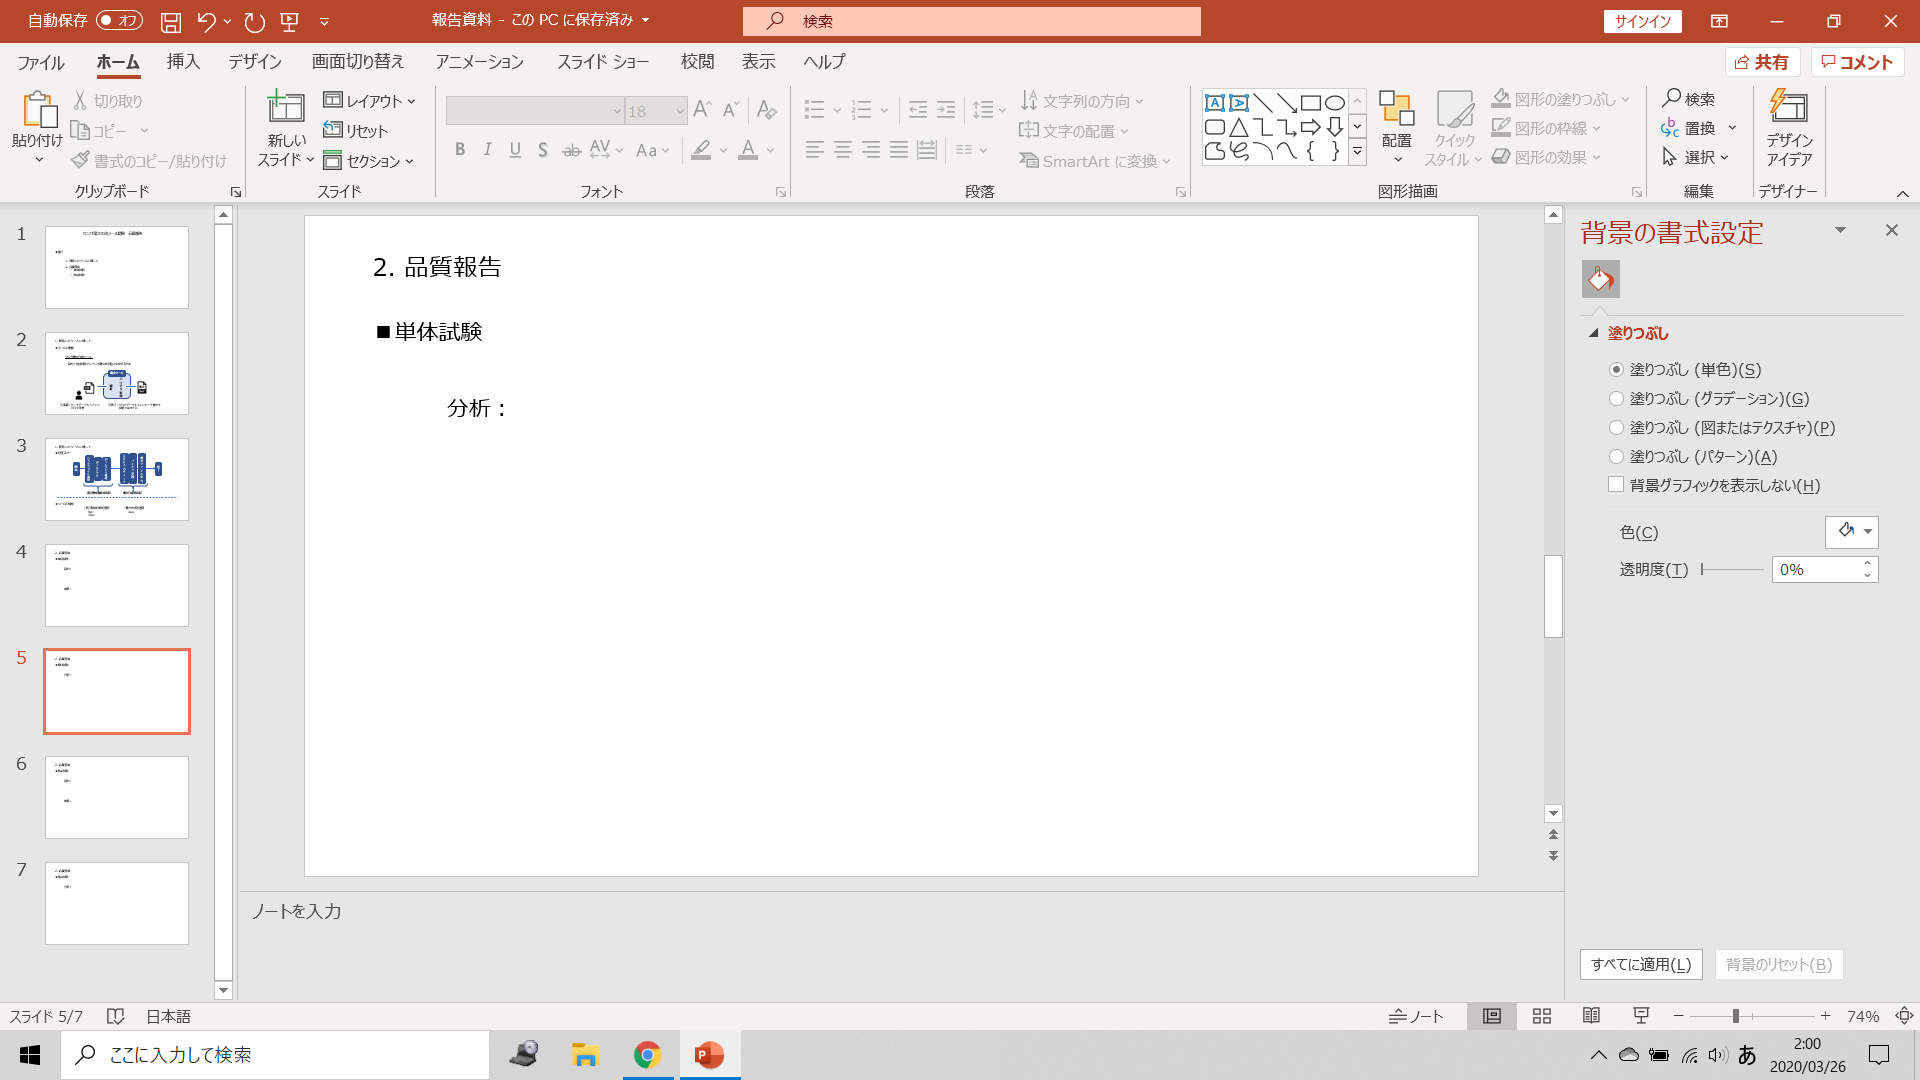 自動保存 オフ
報告資料 - この PC に保存済み
検索
サインイン
ファイル ホーム 挿入 デザイン 画面切り替え アニメーション スライド ショー 校閲 表示 ヘルプ
共有 コメント
貼り付け
切り取り
コピー
書式のコピー/貼り付け
クリップボード
新しい
スライド
レイアウト
リセット
セクション
スライド
18
B I U S ab AV Aa A
フォント
文字列の方向
文字の配置
SmartArt に変換
段落
配置
クイック
スタイル
図形の塗りつぶし
図形の枠線
図形の効果
図形描画
検索
置換
選択
編集
デザイン
アイデア
デザイナー
1
2
3
4
5
6
7
2. 品質報告
■単体試験
分析：
ノートを入力
背景の書式設定
塗りつぶし
塗りつぶし (単色)(S)
塗りつぶし (グラデーション)(G)
塗りつぶし (図またはテクスチャ)(P)
塗りつぶし (パターン)(A)
背景グラフィックを表示しない(H)
色(C)
透明度(T) 0%
すべてに適用(L) 背景のリセット(B)
スライド 5/7 日本語 ノート 74%
ここに入力して検索
あ
2:00
2020/03/26